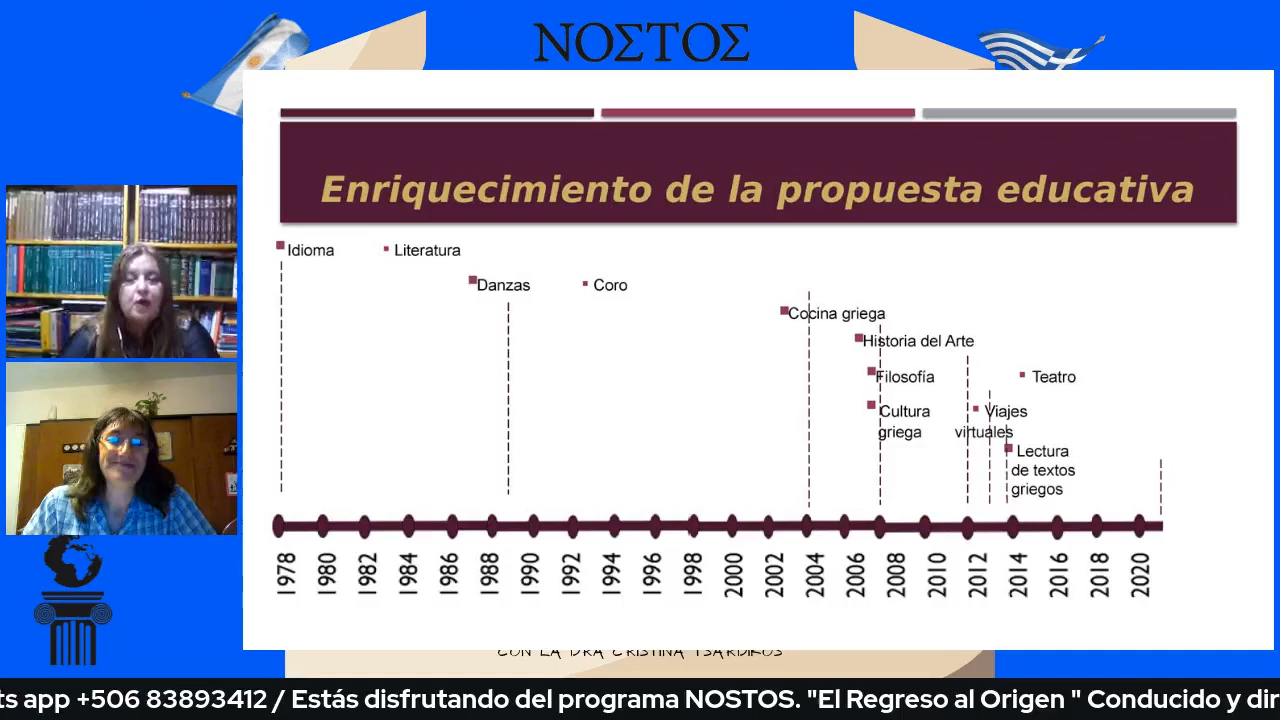 ΝΟΣΤΟΣ
Enriquecimiento de la propuesta educativa
Idioma
Literatura
Danzas
Coro
Cocina griega
Historia del Arte
Filosofía
Teatro
Cultura
griega
Viajes
virtuales
Lectura
de textos
griegos
1978
1980
1982
1984
1986
1988
1990
1992
1994
1996
1998
2000
2002
2004
2006
2008
2010
2012
2014
2016
2018
2020
CON LA DRA CRISTINA TSARDIKOS
ts app +506 83893412 / Estás disfrutando del programa NOSTOS. "El Regreso al Origen " Conducido y dir